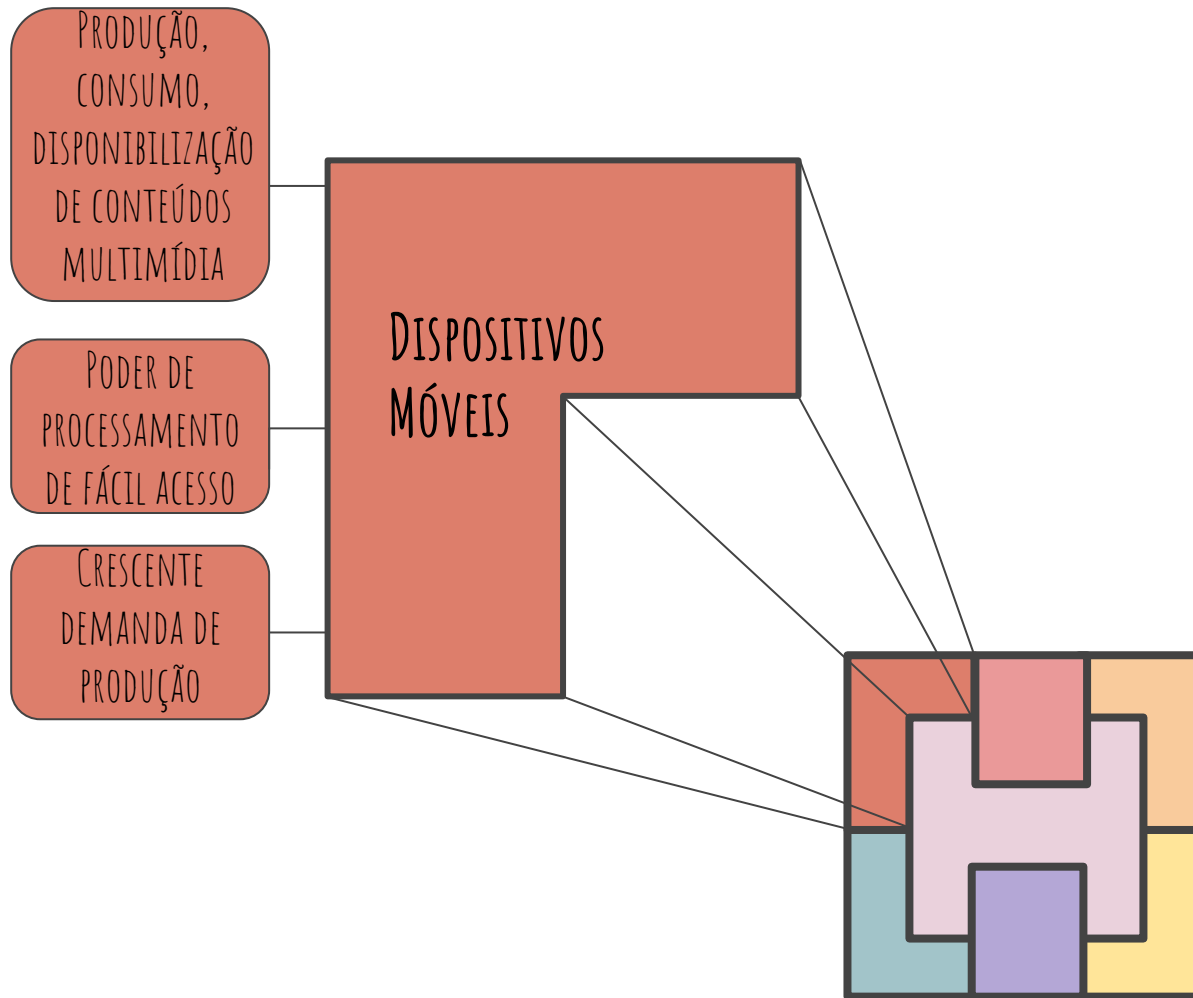 Produção,
consumo,
disponibilização
de conteúdos
multimídia
Dispositivos
Móveis
Poder de
processamento
de fácil acesso
Crescente
demanda de
produção